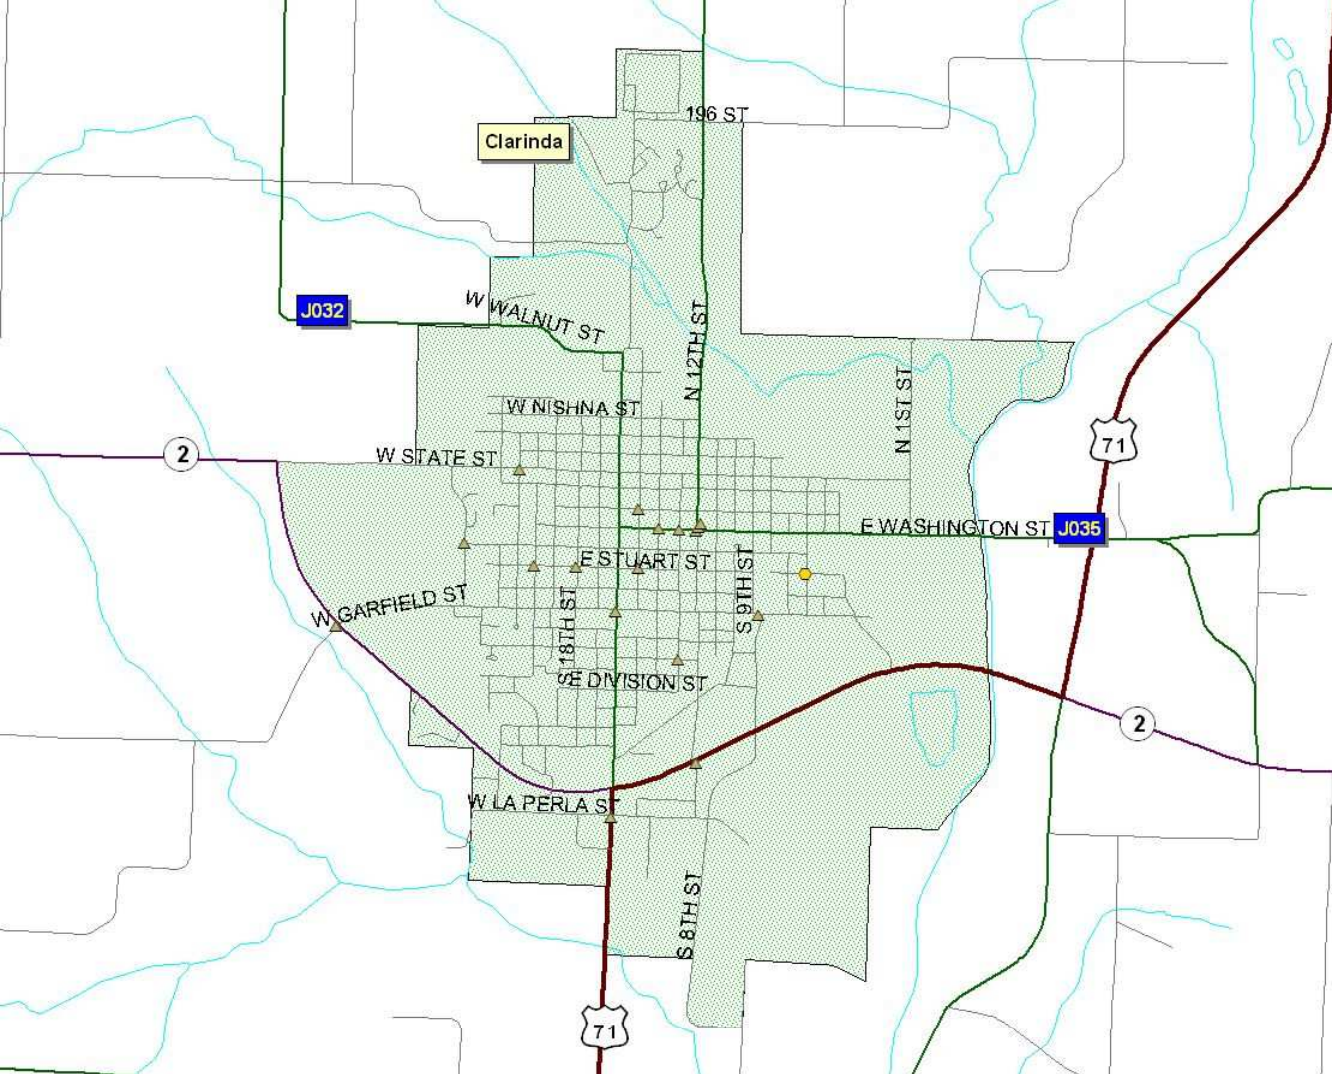 196 ST
Clarinda
J032
W WALNUT ST
N 12TH ST
W NISHNA ST
N 1ST ST
71
2
W STATE ST
E WASHINGTON ST
J035
E STUART ST
S 9TH ST
W GARFIELD ST
S 18TH ST
E DIVISION ST
2
W LA PERLA ST
S 8TH ST
71